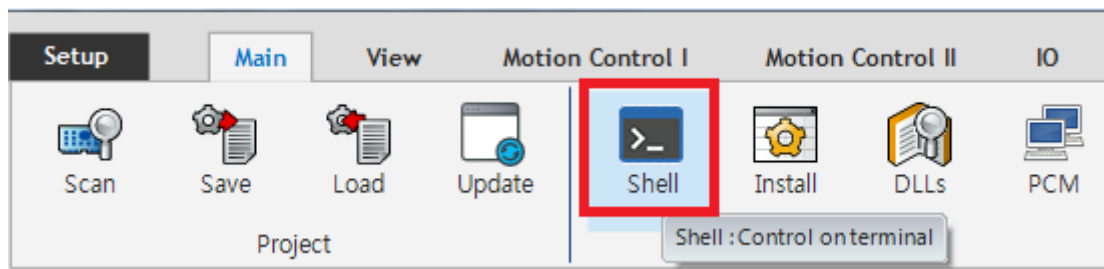 Setup Main View Motion Control I Motion Control II IO
>_
Scan Save Load Update Shell Install DLLs PCM
Project
Shell :Control on terminal